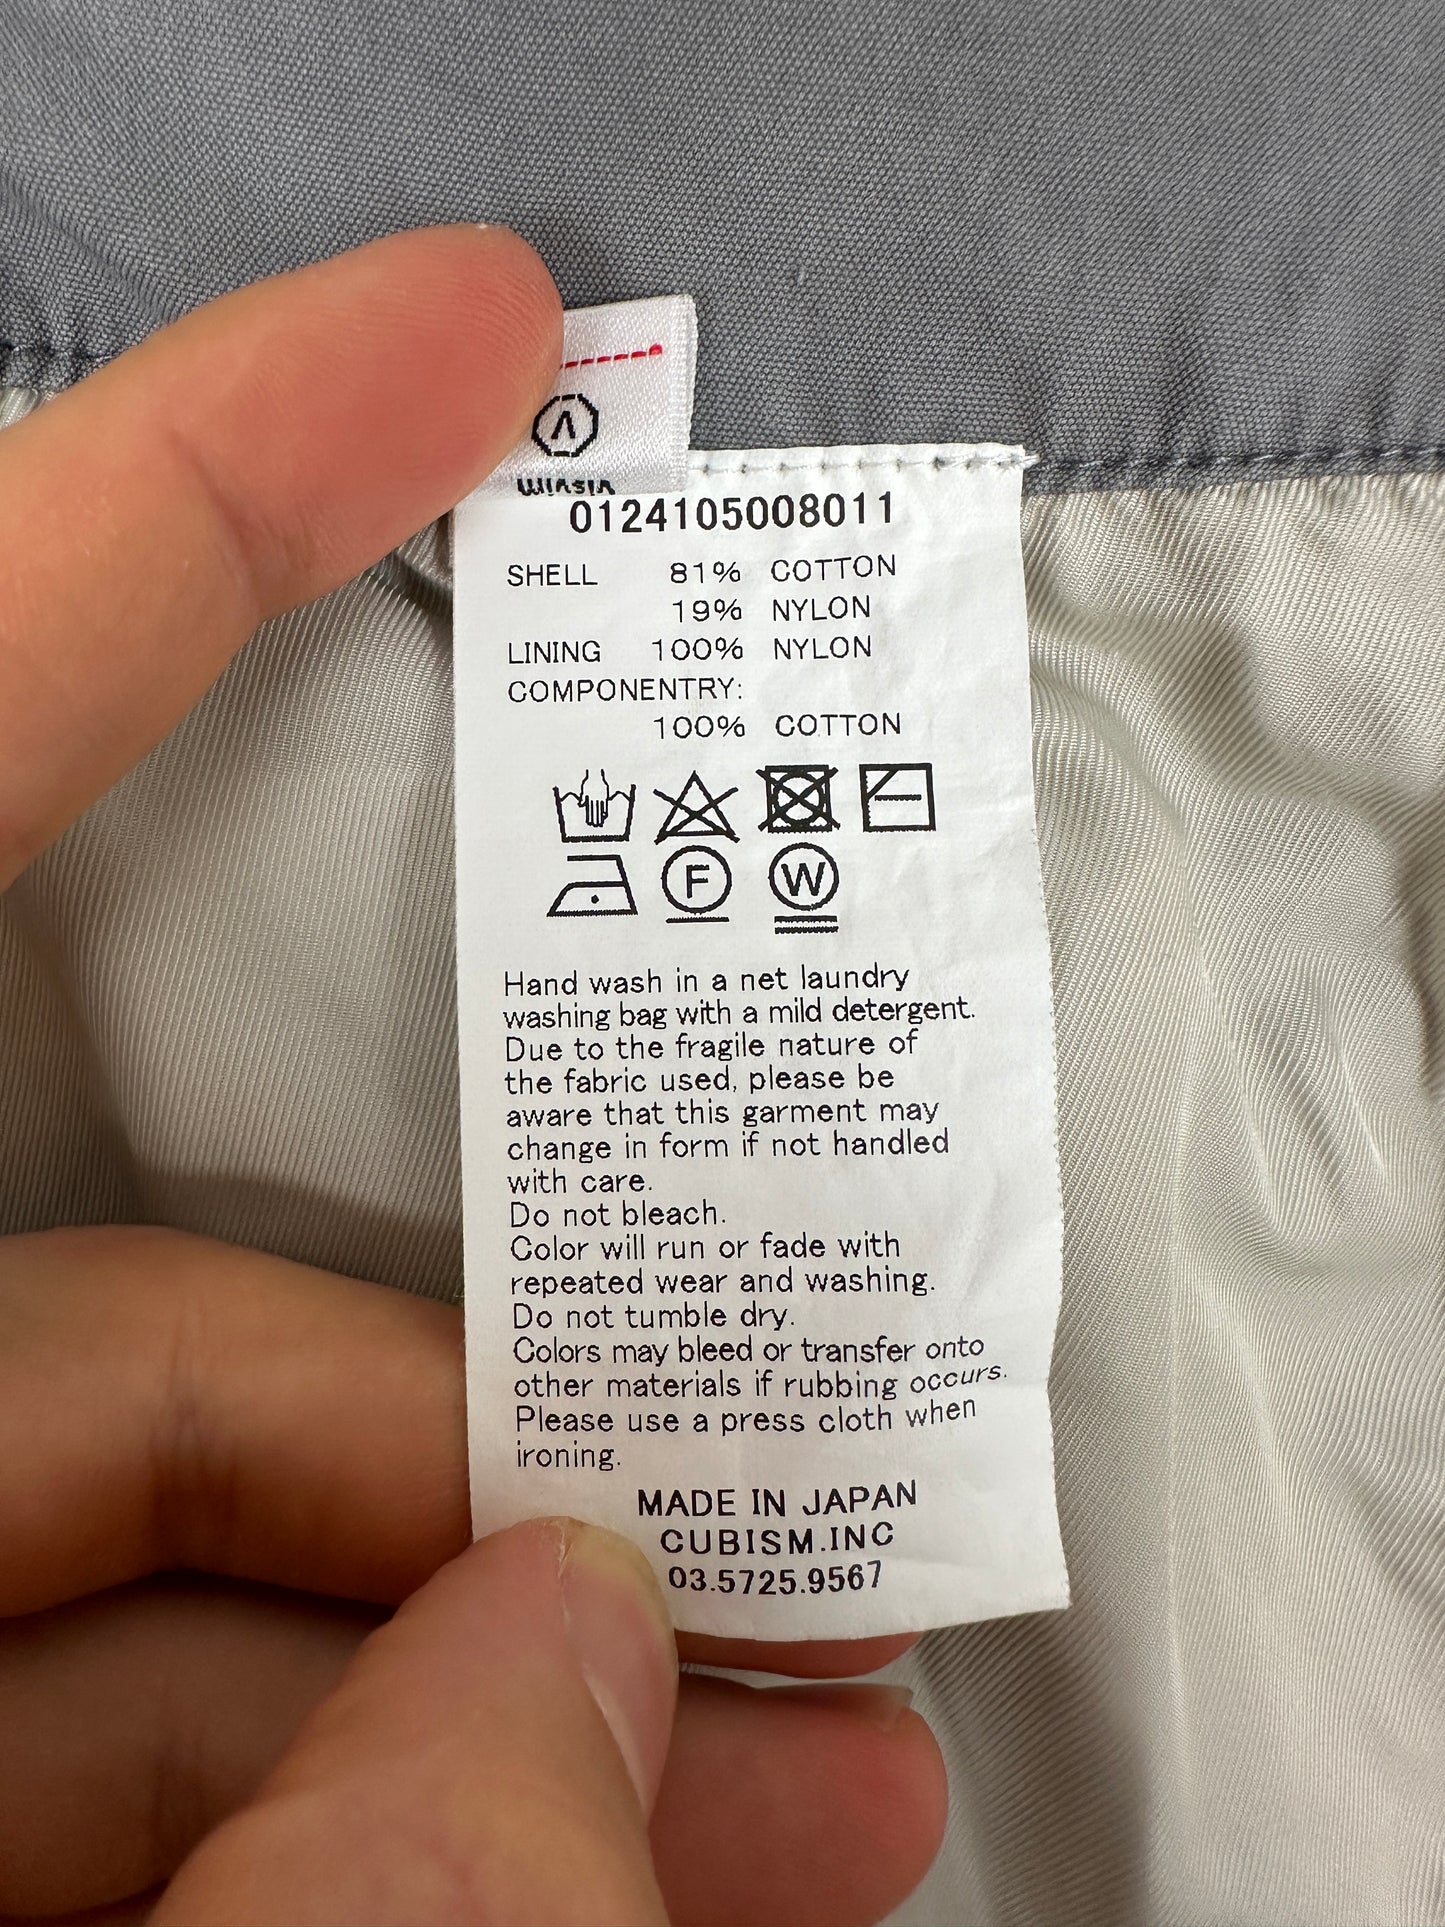 0124105008011
SHELL 81% COTTON
19% NYLON
LINING 100% NYLON
COMPONENTRY:
100% COTTON
F W
Hand wash in a net laundry
washing bag with a mild detergent.
Due to the fragile nature of
the fabric used, please be
aware that this garment may
change in form if not handled
with care.
Do not bleach.
Color will run or fade with
repeated wear and washing.
Do not tumble dry.
Colors may bleed or transfer onto
other materials if rubbing occurs.
Please use a press cloth when
ironing.
MADE IN JAPAN
CUBISM.INC
03.5725.9567